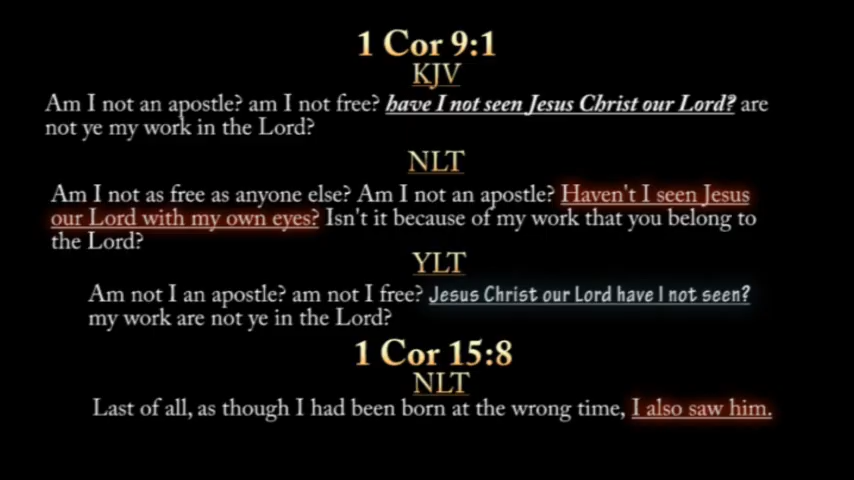 1 Cor 9:1
KJV
Am I not an apostle? am I not free? have I not seen Jesus Christ our Lord? are
not ye my work in the Lord?
NLT
Am I not as free as anyone else? Am I not an apostle? Haven't I seen Jesus
our Lord with my own eyes? Isn't it because of my work that you belong to
the Lord?
YLT
Am not I an apostle? am not I free? Jesus Christ our Lord have I not seen?
my work are not ye in the Lord?
1 Cor 15:8
NLT
Last of all, as though I had been born at the wrong time, I also saw him.